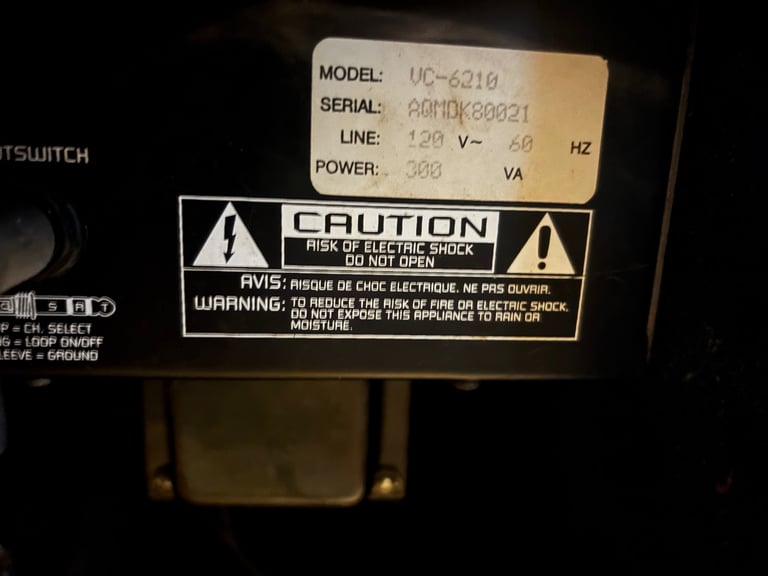 MODEL: VC-6210
SERIAL: AQMDK80021
LINE: 120 V~ 60 HZ
POWER: 300 VA
CAUTION
RISK OF ELECTRIC SHOCK
DO NOT OPEN
AVIS: RISQUE DE CHOC ELECTRIQUE. NE PAS OUVRIR.
WARNING: TO REDUCE THE RISK OF FIRE OR ELECTRIC SHOCK,
DO NOT EXPOSE THIS APPLIANCE TO RAIN OR
MOISTURE.
S R T
= CH. SELECT
= LOOP ON/OFF
= GROUND